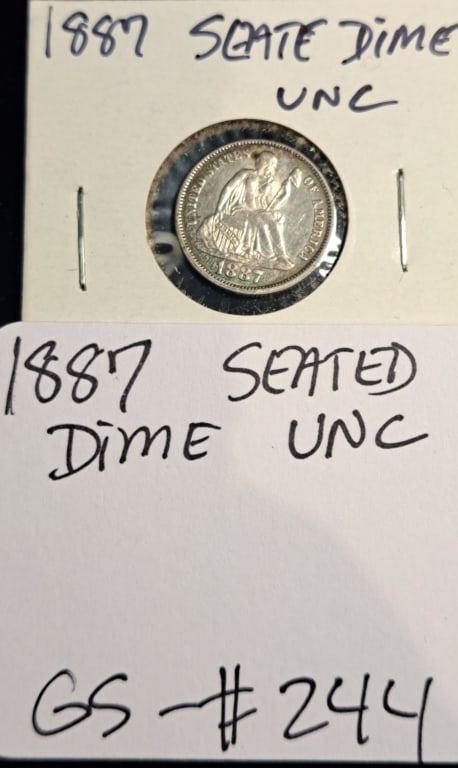 1887 SEATE DIME
UNC
UNITED STATES OF AMERICA
1887
1887 SEATED
DIME UNC
GS-#244